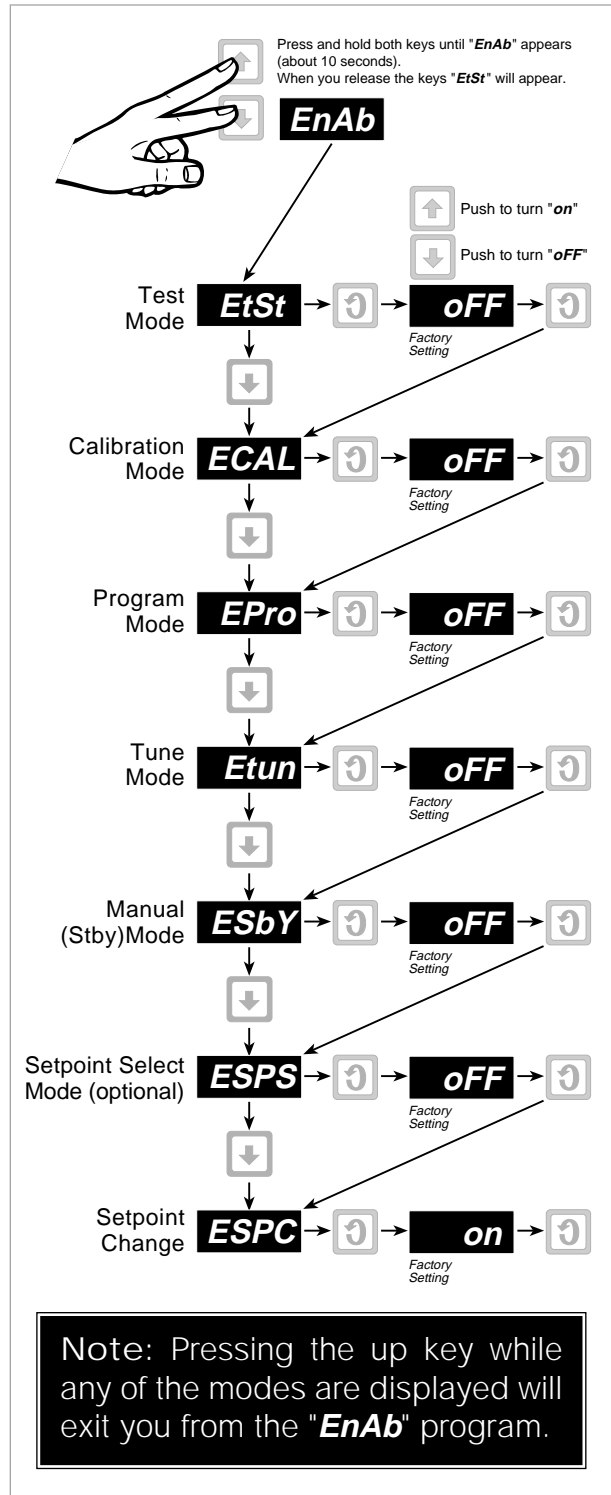 Press and hold both keys until "EnAb" appears
(about 10 seconds).
When you release the keys "EtSt" will appear.
EnAb
Push to turn "on"
Push to turn "oFF"
Test
Mode
EtSt
oFF
Factory
Setting
Calibration
Mode
ECAL
oFF
Factory
Setting
Program
Mode
EPro
oFF
Factory
Setting
Tune
Mode
Etun
oFF
Factory
Setting
Manual
(Stby)Mode
ESbY
oFF
Factory
Setting
Setpoint Select
Mode (optional)
ESPS
oFF
Factory
Setting
Setpoint
Change
ESPC
on
Factory
Setting
Note: Pressing the up key while
any of the modes are displayed will
exit you from the "EnAb" program.